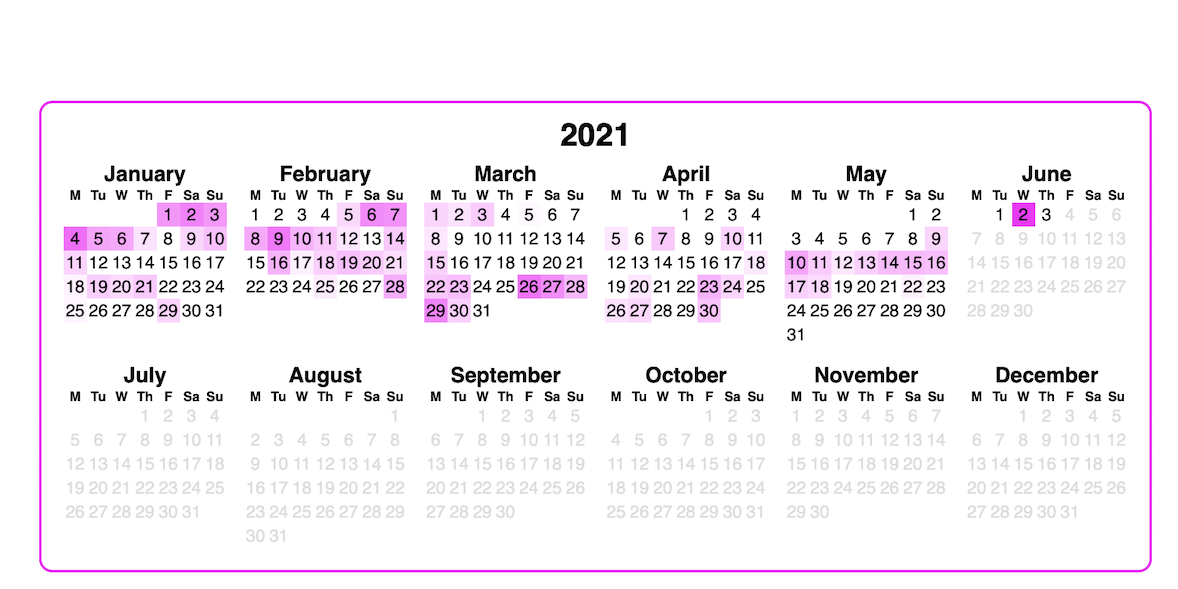 2021
January February March April May June
M Tu W Th F Sa Su M Tu W Th F Sa Su M Tu W Th F Sa Su M Tu W Th F Sa Su M Tu W Th F Sa Su M Tu W Th F Sa Su
1 2 3 1 2 3 4 5 6 7 1 2 3 4 5 6 7 1 2 3 4 1 2 1 2 3 4 5 6
4 5 6 7 8 9 10 8 9 10 11 12 13 14 8 9 10 11 12 13 14 5 6 7 8 9 10 11 3 4 5 6 7 8 9 7 8 9 10 11 12 13
11 12 13 14 15 16 17 15 16 17 18 19 20 21 15 16 17 18 19 20 21 12 13 14 15 16 17 18 10 11 12 13 14 15 16 14 15 16 17 18 19 20
18 19 20 21 22 23 24 22 23 24 25 26 27 28 22 23 24 25 26 27 28 19 20 21 22 23 24 25 17 18 19 20 21 22 23 21 22 23 24 25 26 27
25 26 27 28 29 30 31 29 30 31 26 27 28 29 30 24 25 26 27 28 29 30 28 29 30
31
July August September October November December
M Tu W Th F Sa Su M Tu W Th F Sa Su M Tu W Th F Sa Su M Tu W Th F Sa Su M Tu W Th F Sa Su M Tu W Th F Sa Su
1 2 3 4 1 1 2 3 4 5 1 2 3 1 2 3 4 5 6 7 1 2 3 4 5
5 6 7 8 9 10 11 2 3 4 5 6 7 8 6 7 8 9 10 11 12 4 5 6 7 8 9 10 8 9 10 11 12 13 14 6 7 8 9 10 11 12
12 13 14 15 16 17 18 9 10 11 12 13 14 15 13 14 15 16 17 18 19 11 12 13 14 15 16 17 15 16 17 18 19 20 21 13 14 15 16 17 18 19
19 20 21 22 23 24 25 16 17 18 19 20 21 22 20 21 22 23 24 25 26 18 19 20 21 22 23 24 22 23 24 25 26 27 28 20 21 22 23 24 25 26
26 27 28 29 30 31 23 24 25 26 27 28 29 27 28 29 30 25 26 27 28 29 30 31 29 30 27 28 29 30 31
30 31